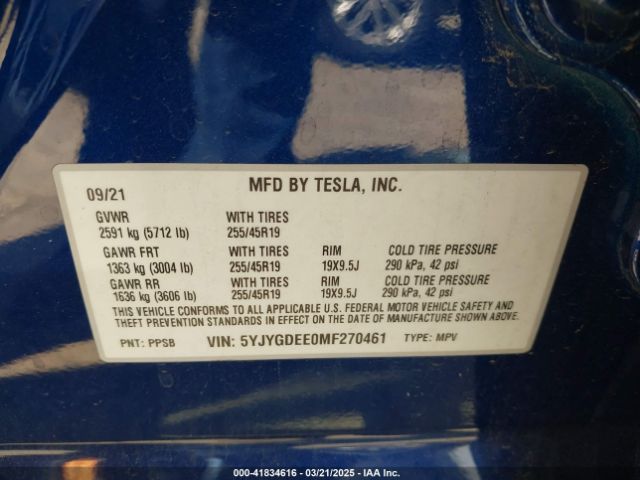 09/21 MFD BY TESLA, INC.
GVWR WITH TIRES
2591 kg (5712 lb) 255/45R19
GAWR FRT WITH TIRES RIM COLD TIRE PRESSURE
1363 kg (3004 lb) 255/45R19 19X9.5J 290 kPa, 42 psi
GAWR RR WITH TIRES RIM COLD TIRE PRESSURE
1636 kg (3606 lb) 255/45R19 19X9.5J 290 kPa, 42 psi
THIS VEHICLE CONFORMS TO ALL APPLICABLE U.S. FEDERAL MOTOR VEHICLE SAFETY AND
THEFT PREVENTION STANDARDS IN EFFECT ON THE DATE OF MANUFACTURE SHOWN ABOVE.
PNT: PPSB VIN: 5YJYGDEE0MF270461 TYPE: MPV
000-41834616 - 03/21/2025 - IAA Inc.